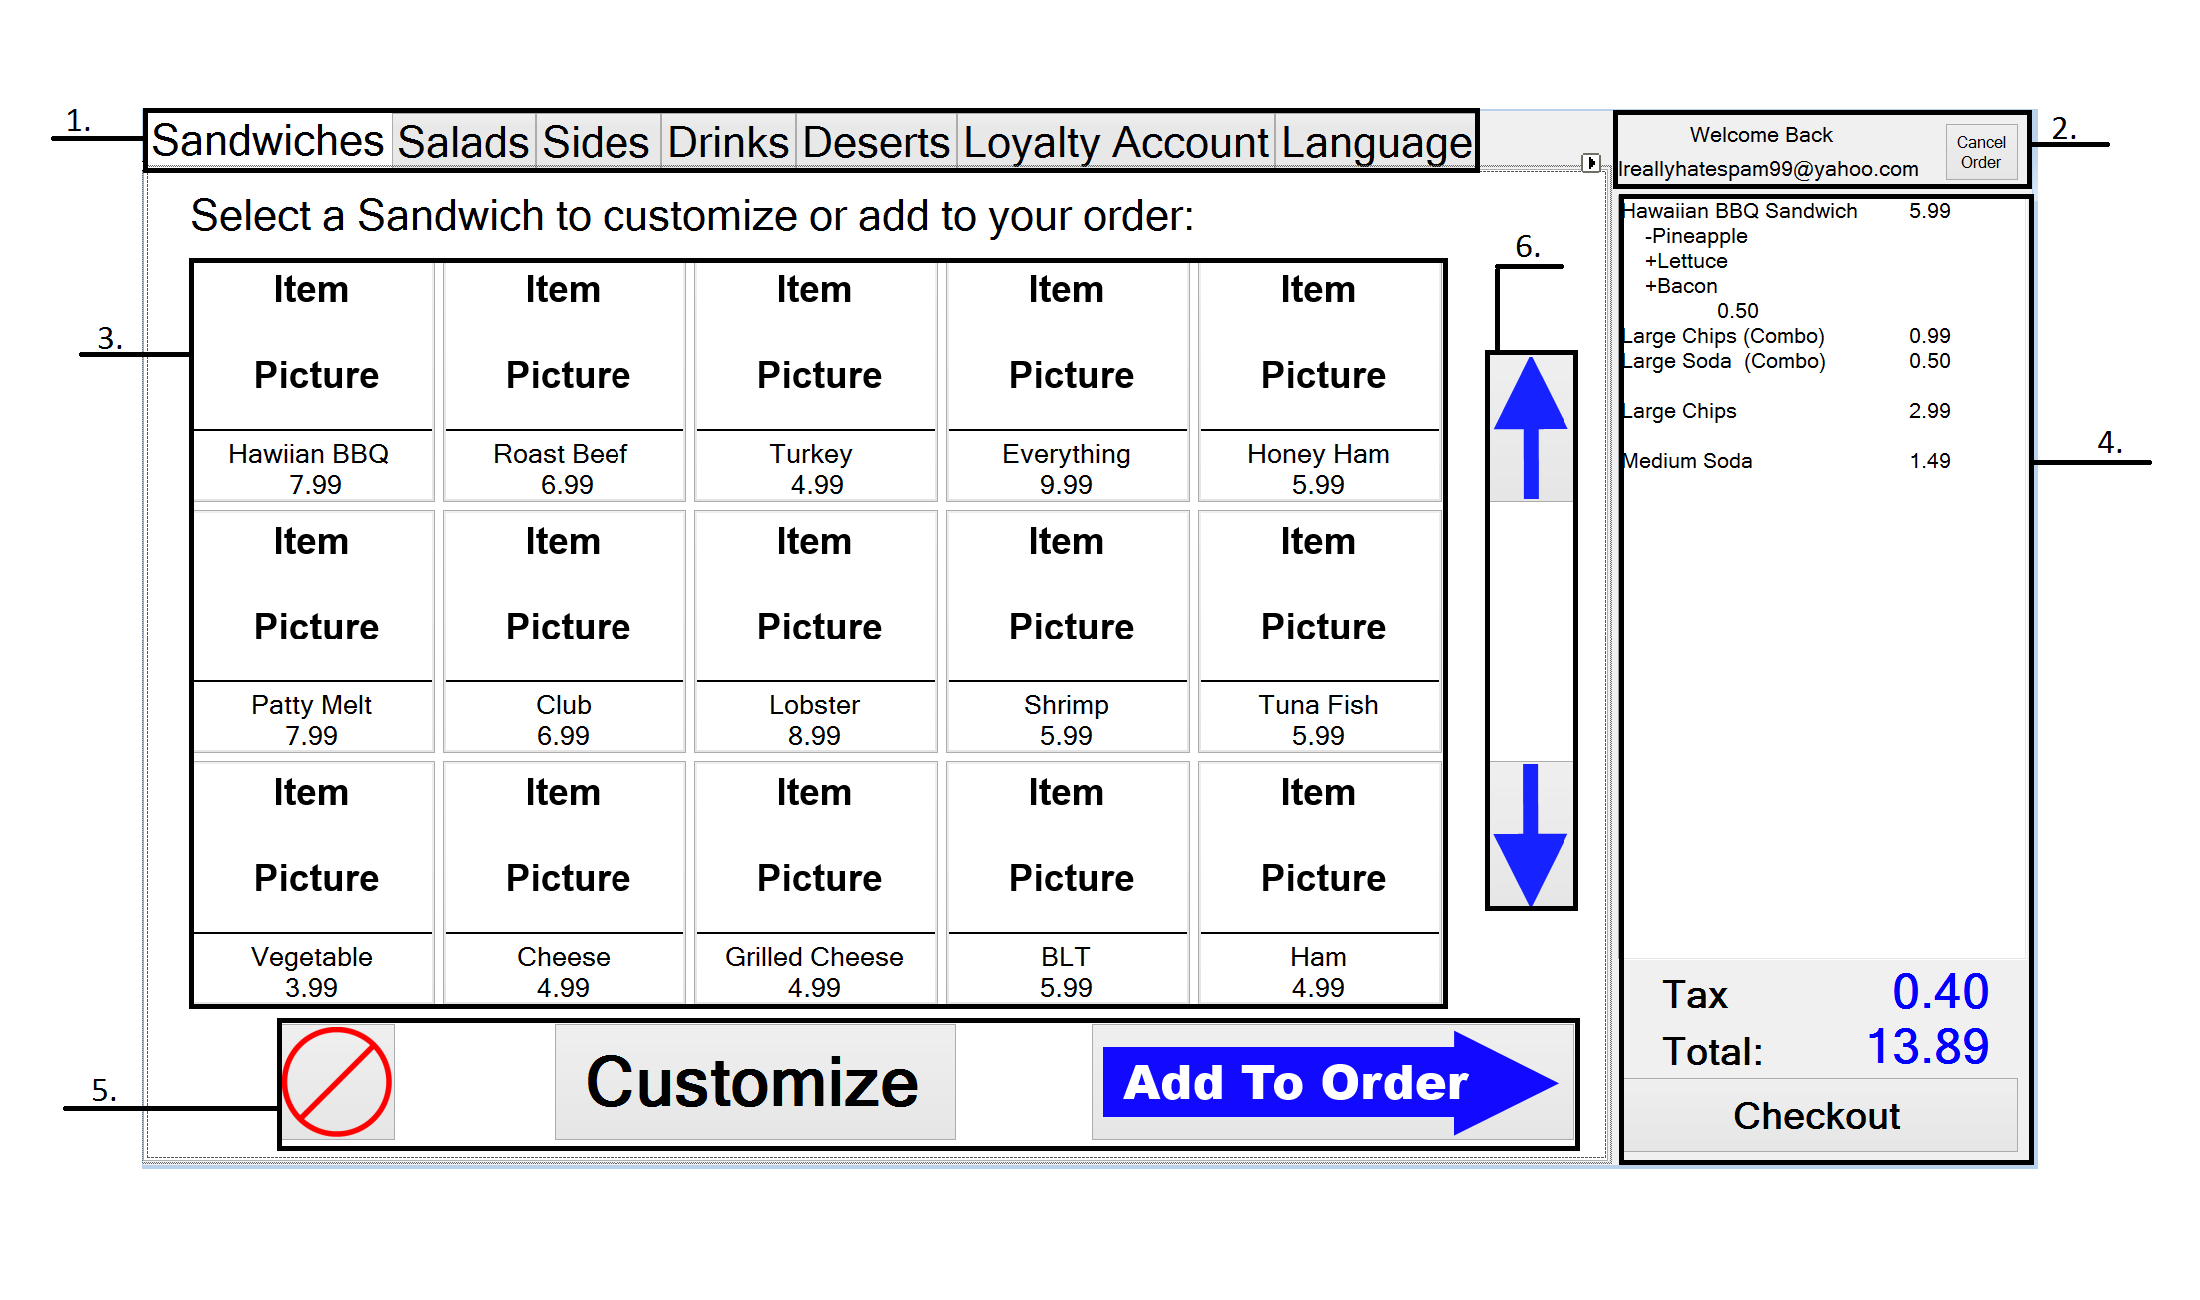 1.
Sandwiches Salads Sides Drinks Deserts Loyalty Account Language
Welcome Back
Ireallyhatespam99@yahoo.com
Cancel
Order
2.
Select a Sandwich to customize or add to your order:
3.
Item Item Item Item Item
Picture Picture Picture Picture Picture
Hawiian BBQ Roast Beef Turkey Everything Honey Ham
7.99 6.99 4.99 9.99 5.99
Item Item Item Item Item
Picture Picture Picture Picture Picture
Patty Melt Club Lobster Shrimp Tuna Fish
7.99 6.99 8.99 5.99 5.99
Item Item Item Item Item
Picture Picture Picture Picture Picture
Vegetable Cheese Grilled Cheese BLT Ham
3.99 4.99 4.99 5.99 4.99
6.
5.
Customize
Add To Order
Hawaiian BBQ Sandwich 5.99
-Pineapple
+Lettuce
+Bacon
0.50
Large Chips (Combo) 0.99
Large Soda (Combo) 0.50
Large Chips 2.99
Medium Soda 1.49
4.
Tax 0.40
Total: 13.89
Checkout